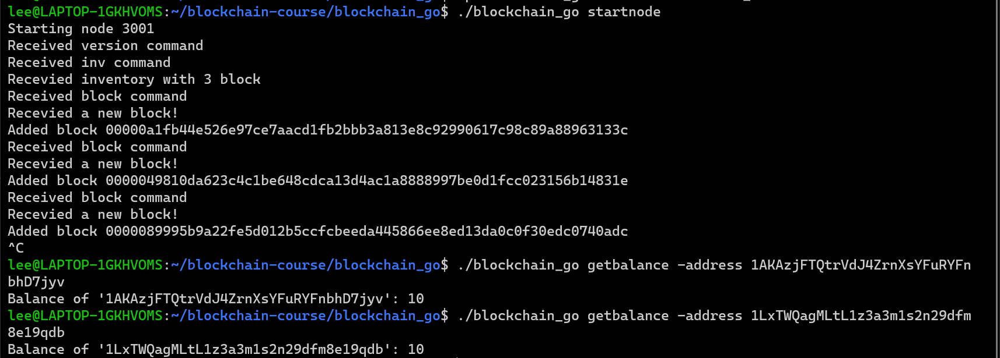 lee@LAPTOP-1GKHVOMS:~/blockchain-course/blockchain_go$ ./blockchain_go startnode
Starting node 3001
Received version command
Received inv command
Recevied inventory with 3 block
Received block command
Recevied a new block!
Added block 00000a1fb44e526e97ce7aacd1fb2bbb3a813e8c92990617c98c89a88963133c
Received block command
Recevied a new block!
Added block 0000049810da623c4c1be648cdca13d4ac1a8888997be0d1fcc023156b14831e
Received block command
Recevied a new block!
Added block 0000089995b9a22fe5d012b5ccfcbeeda445866ee8ed13da0c0f30edc0740adc
^C
lee@LAPTOP-1GKHVOMS:~/blockchain-course/blockchain_go$ ./blockchain_go getbalance -address 1AKAzjFTQtrVdJ4ZrnXsYFuRYFn
bhD7jyv
Balance of '1AKAzjFTQtrVdJ4ZrnXsYFuRYFnbhD7jyv': 10
lee@LAPTOP-1GKHVOMS:~/blockchain-course/blockchain_go$ ./blockchain_go getbalance -address 1LxTWQagMLtL1z3a3m1s2n29dfm
8e19qdb
Balance of '1LxTWQagMLtL1z3a3m1s2n29dfm8e19qdb': 10